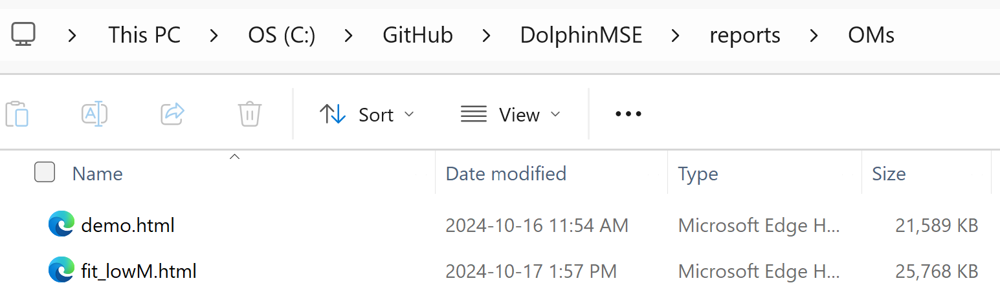 This PC > OS (C:) > GitHub > DolphinMSE > reports > OMs
Sort View •••
Name Date modified Type Size
demo.html 2024-10-16 11:54 AM Microsoft Edge H... 21,589 KB
fit_lowM.html 2024-10-17 1:57 PM Microsoft Edge H... 25,768 KB